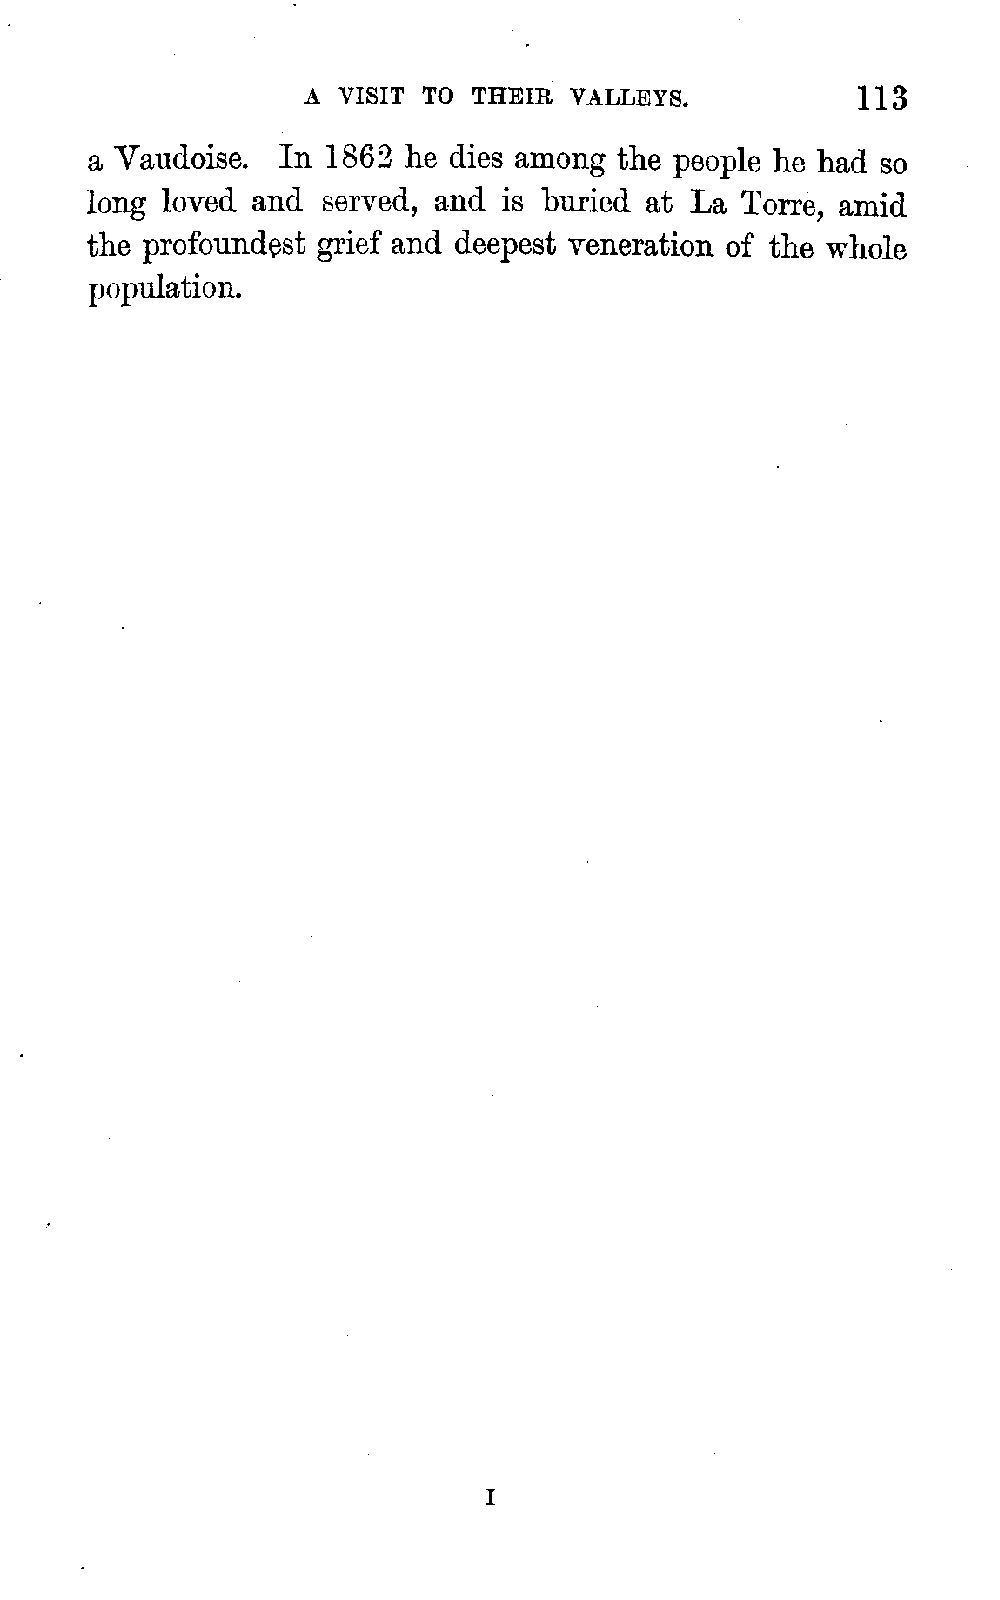 A VISIT TO THEIR VALLEYS. 113
a Vaudoise. In 1862 he dies among the people he had so
long loved and served, and is buried at La Torre, amid
the profoundest grief and deepest veneration of the whole
population.
I